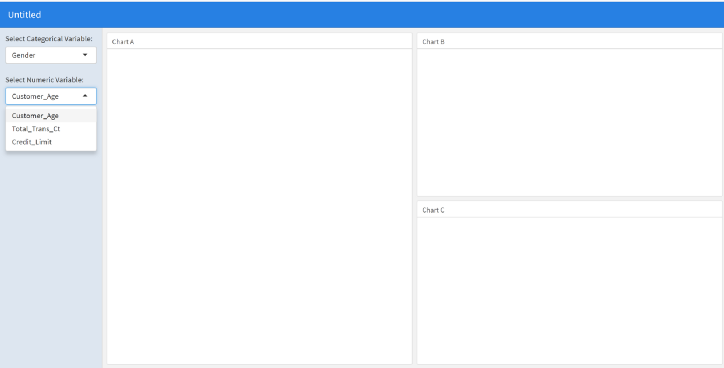 Untitled
Select Categorical Variable:
Gender
Select Numeric Variable:
Customer_Age
Customer_Age
Total_Trans_Ct
Credit_Limit
Chart A
Chart B
Chart C